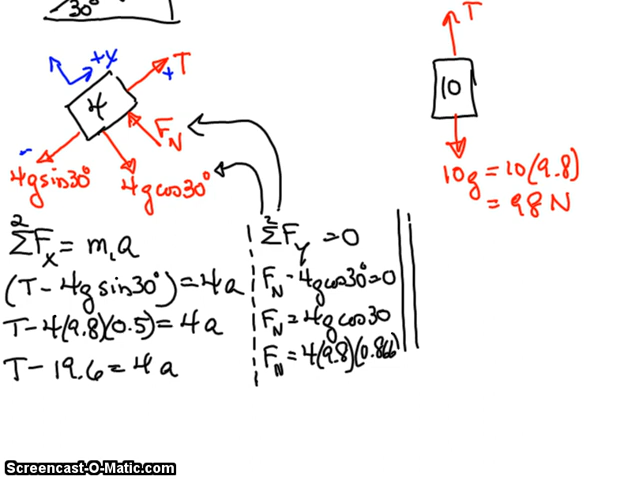 30°
+y
T
+
4
F_N
-
4g sin30°
4g cos30°
T
10
10g = 10(9.8)
= 98 N
ΣF_x = m₁a
(T - 4g sin30°) = 4a
T - 4(9.8)(0.5) = 4a
T - 19.6 = 4a
ΣF_y = 0
F_N - 4g cos30° = 0
F_N = 4g cos30
F_N = 4(9.8)(0.866)
Screencast-O-Matic.com